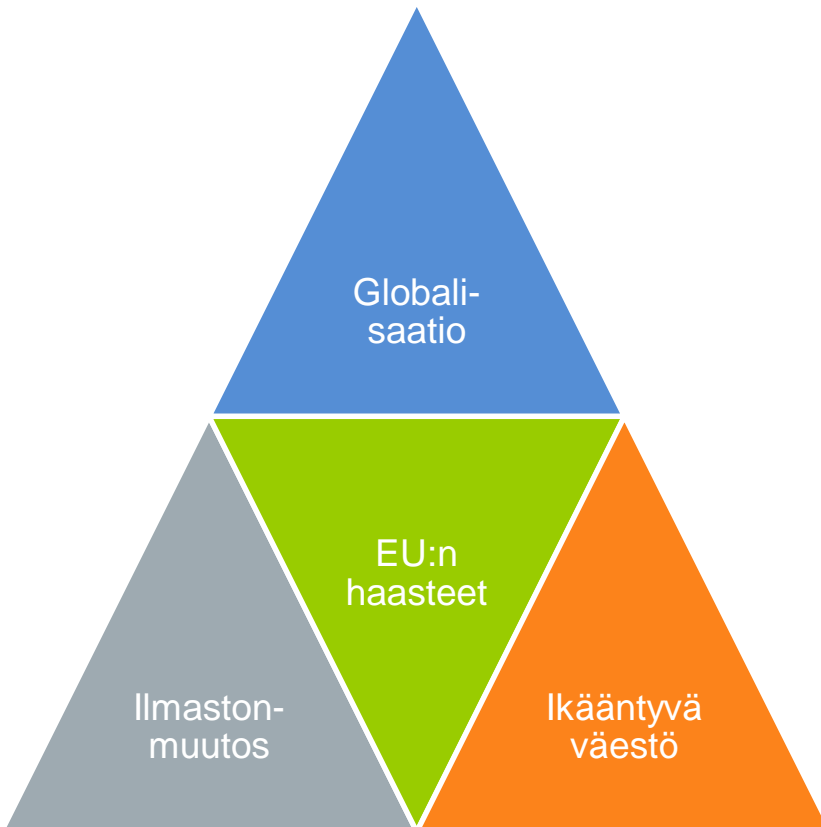 Globali-
saatio
EU:n
haasteet
Ilmaston-
muutos
Ikääntyvä
väestö